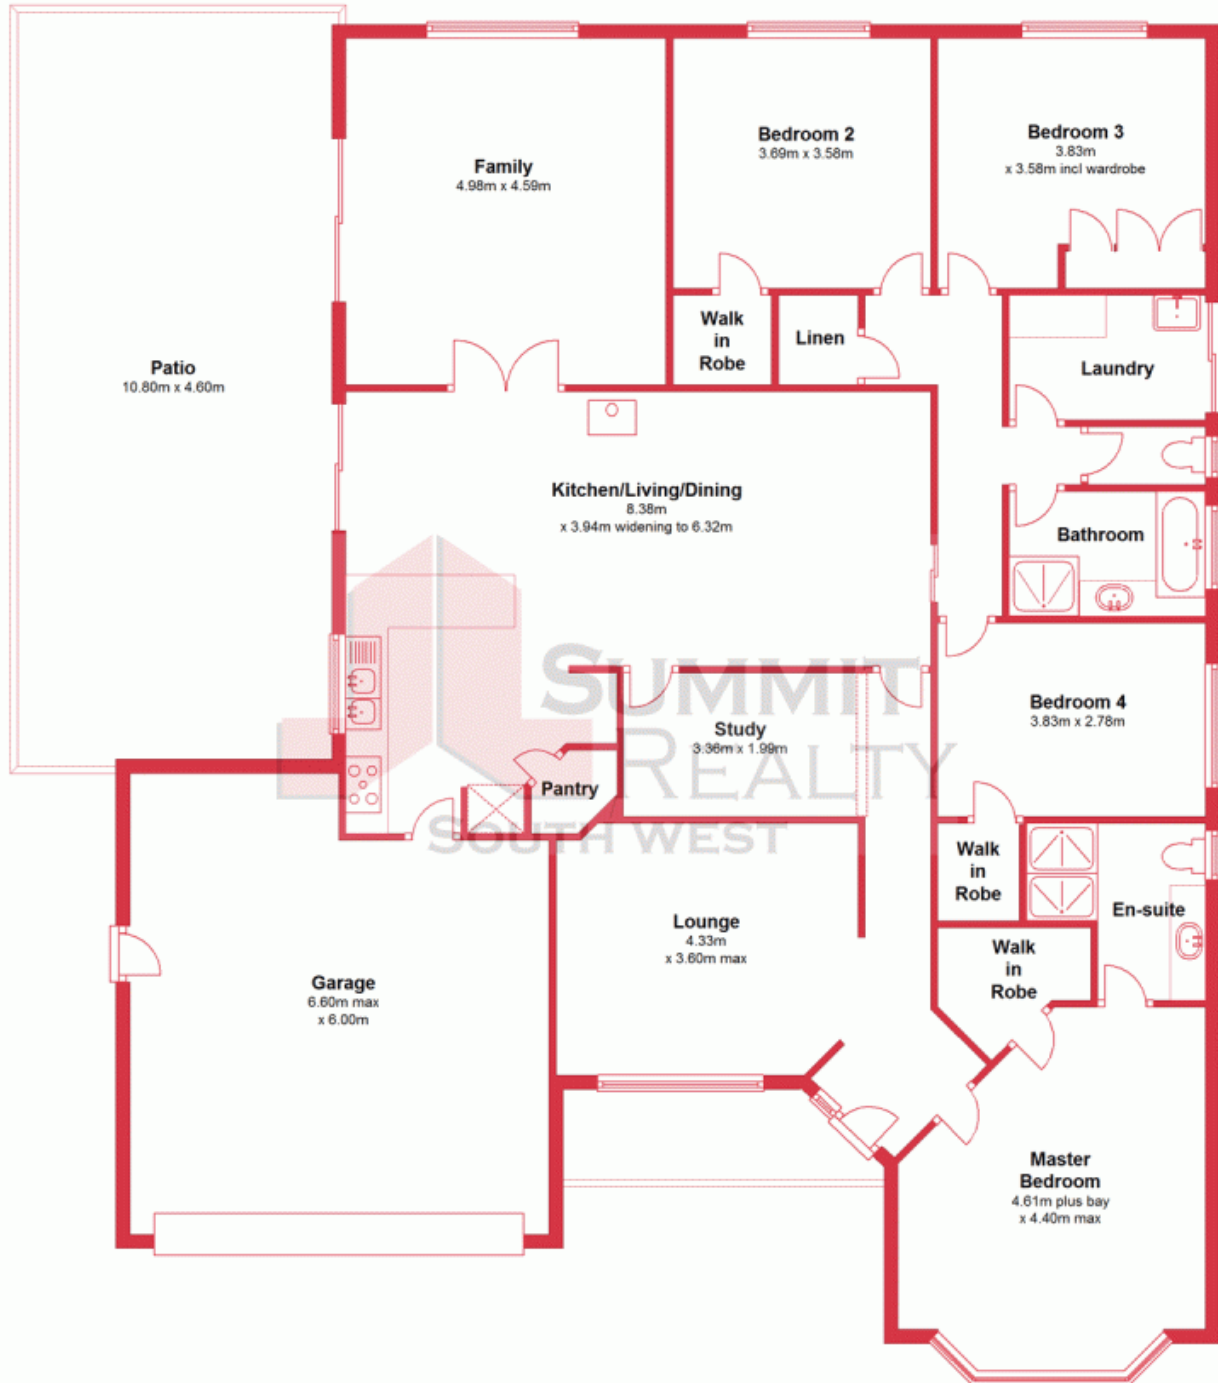 Family
4.98m x 4.59m
Bedroom 2
3.69m x 3.58m
Bedroom 3
3.83m
x 3.58m incl wardrobe
Walk
in
Robe
Linen
Laundry
Patio
10.80m x 4.60m
Kitchen/Living/Dining
8.38m
x 3.94m widening to 6.32m
Bathroom
SUMMIT
REALTY
SOUTH WEST
Study
3.36m x 1.99m
Bedroom 4
3.83m x 2.78m
Pantry
Walk
in
Robe
En-suite
Lounge
4.33m
x 3.60m max
Walk
in
Robe
Garage
6.60m max
x 6.00m
Master
Bedroom
4.61m plus bay
x 4.40m max